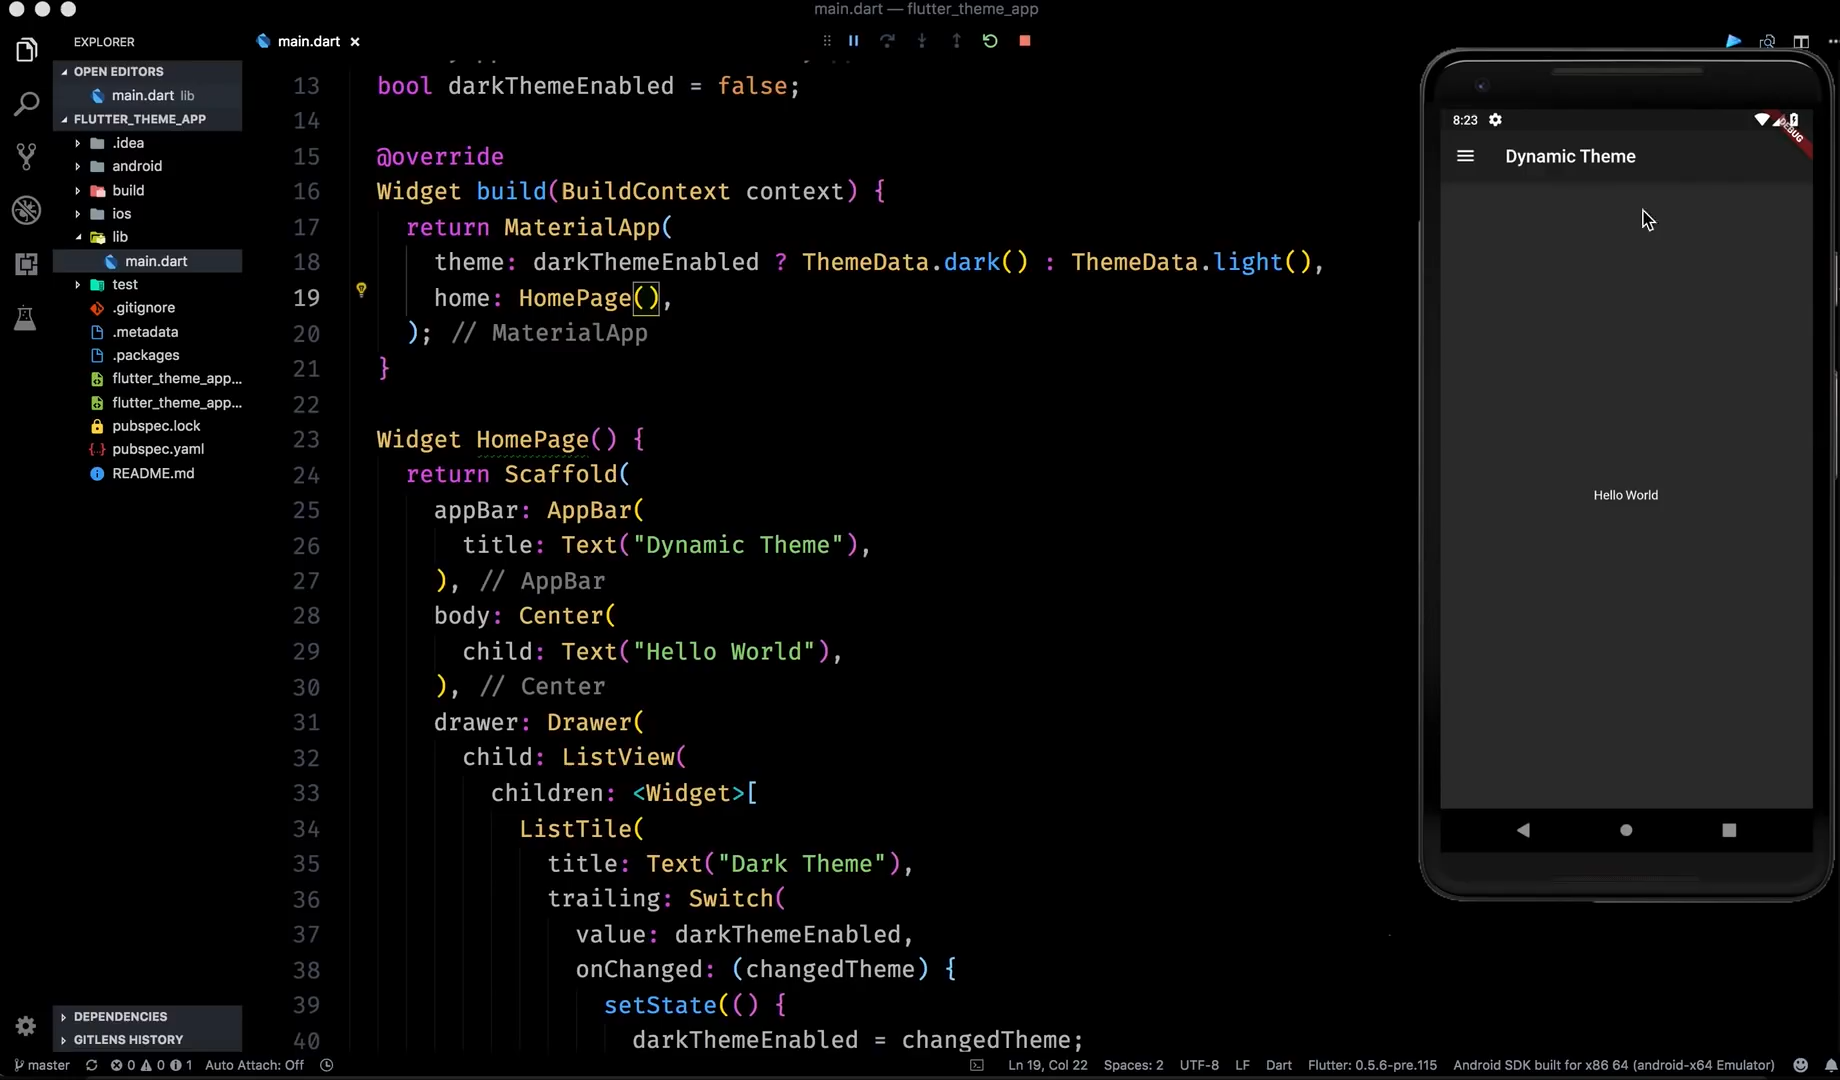 main.dart — flutter_theme_app
EXPLORER
OPEN EDITORS
main.dart lib
FLUTTER_THEME_APP
.idea
android
build
ios
lib
main.dart
test
.gitignore
.metadata
.packages
flutter_theme_app...
flutter_theme_app...
pubspec.lock
pubspec.yaml
README.md
DEPENDENCIES
GITLENS HISTORY
main.dart
13 bool darkThemeEnabled = false;
14
15 @override
16 Widget build(BuildContext context) {
17 return MaterialApp(
18 theme: darkThemeEnabled ? ThemeData.dark() : ThemeData.light(),
19 home: HomePage(),
20 ); // MaterialApp
21 }
22
23 Widget HomePage() {
24 return Scaffold(
25 appBar: AppBar(
26 title: Text("Dynamic Theme"),
27 ), // AppBar
28 body: Center(
29 child: Text("Hello World"),
30 ), // Center
31 drawer: Drawer(
32 child: ListView(
33 children: <Widget>[
34 ListTile(
35 title: Text("Dark Theme"),
36 trailing: Switch(
37 value: darkThemeEnabled,
38 onChanged: (changedTheme) {
39 setState(() {
40 darkThemeEnabled = changedTheme;
8:23
DEBUG
Dynamic Theme
Hello World
master 0 0 1 Auto Attach: Off Ln 19, Col 22 Spaces: 2 UTF-8 LF Dart Flutter: 0.5.6-pre.115 Android SDK built for x86 64 (android-x64 Emulator)